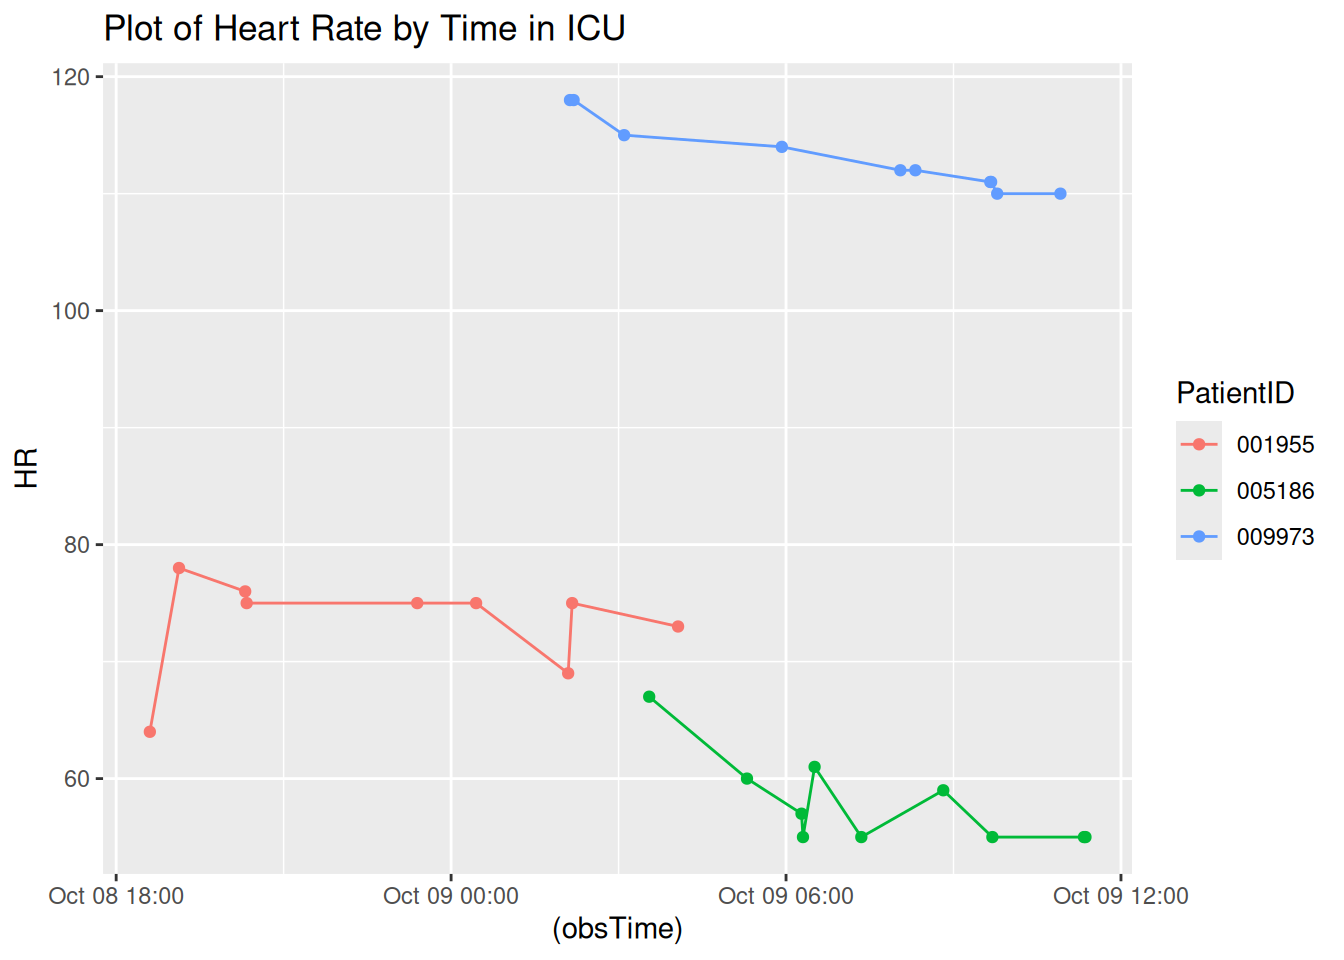 Plot of Heart Rate by Time in ICU
120
100
80
60
HR
Oct 08 18:00
Oct 09 00:00
Oct 09 06:00
Oct 09 12:00
(obsTime)
PatientID
001955
005186
009973